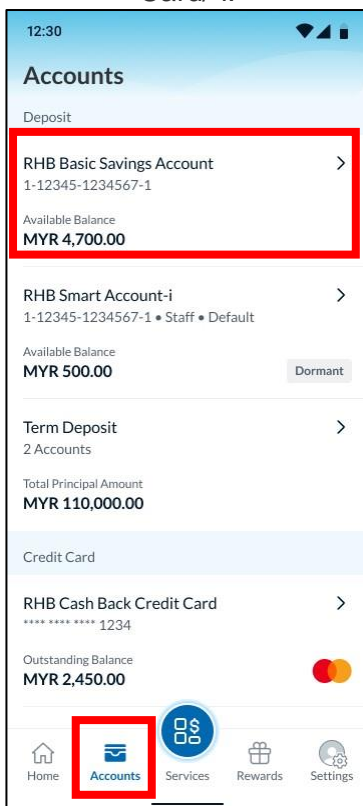 12:30
Accounts
Deposit
RHB Basic Savings Account
1-12345-1234567-1
Available Balance
MYR 4,700.00
RHB Smart Account-i
1-12345-1234567-1 • Staff • Default
Available Balance
MYR 500.00
Dormant
Term Deposit
2 Accounts
Total Principal Amount
MYR 110,000.00
Credit Card
RHB Cash Back Credit Card
**** **** **** 1234
Outstanding Balance
MYR 2,450.00
Home
Accounts
Services
Rewards
Settings